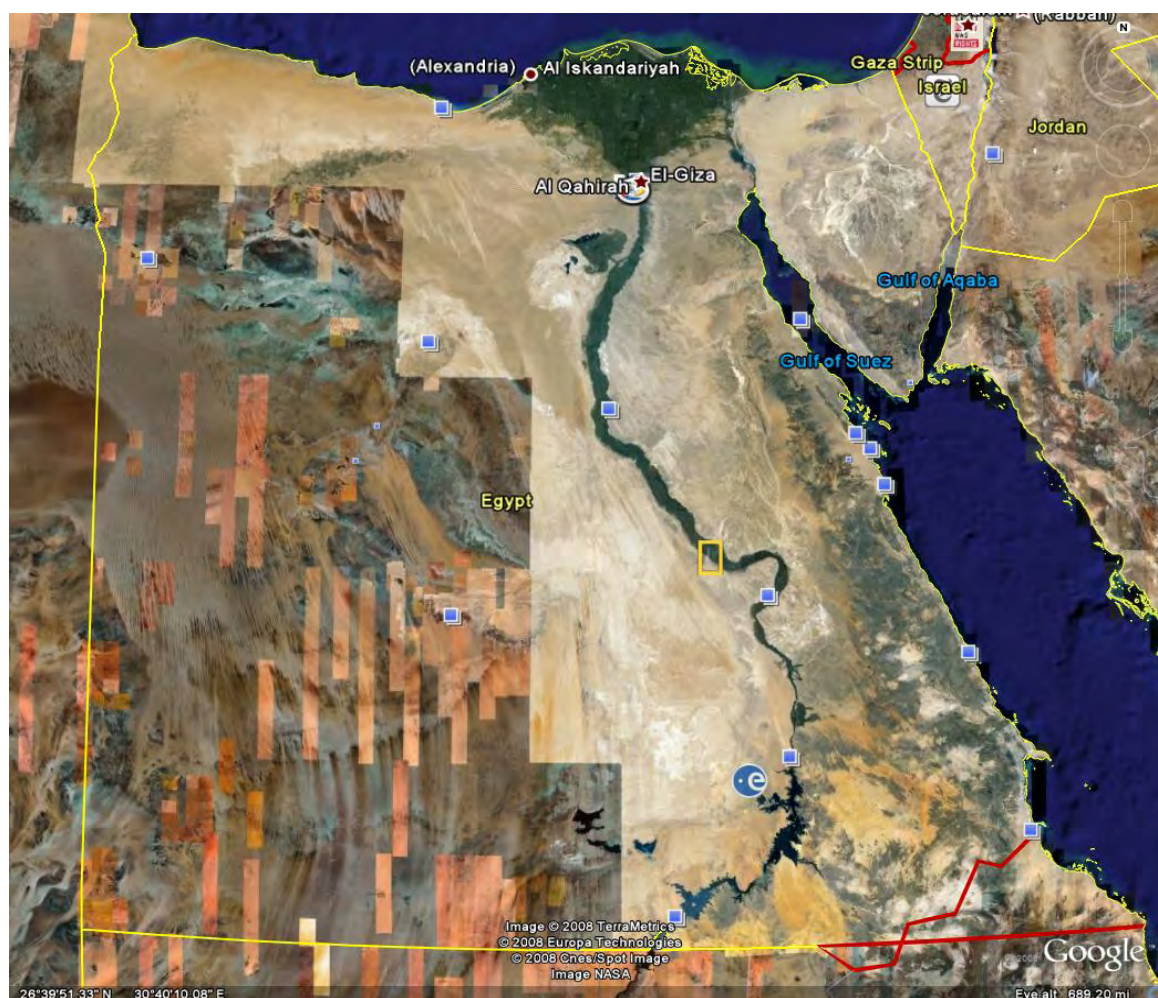 (Rabbah)
N
(Alexandria)
Al Iskandariyah
Gaza Strip
Israel
Jordan
El-Giza
Al Qahirah
Gulf of Aqaba
Gulf of Suez
Egypt
Image © 2008 TerraMetrics
© 2008 Europa Technologies
© 2008 Cnes/Spot Image
Image NASA
Google
26°39'51.33" N 30°40'10.08" E
Eye alt 689.20 mi